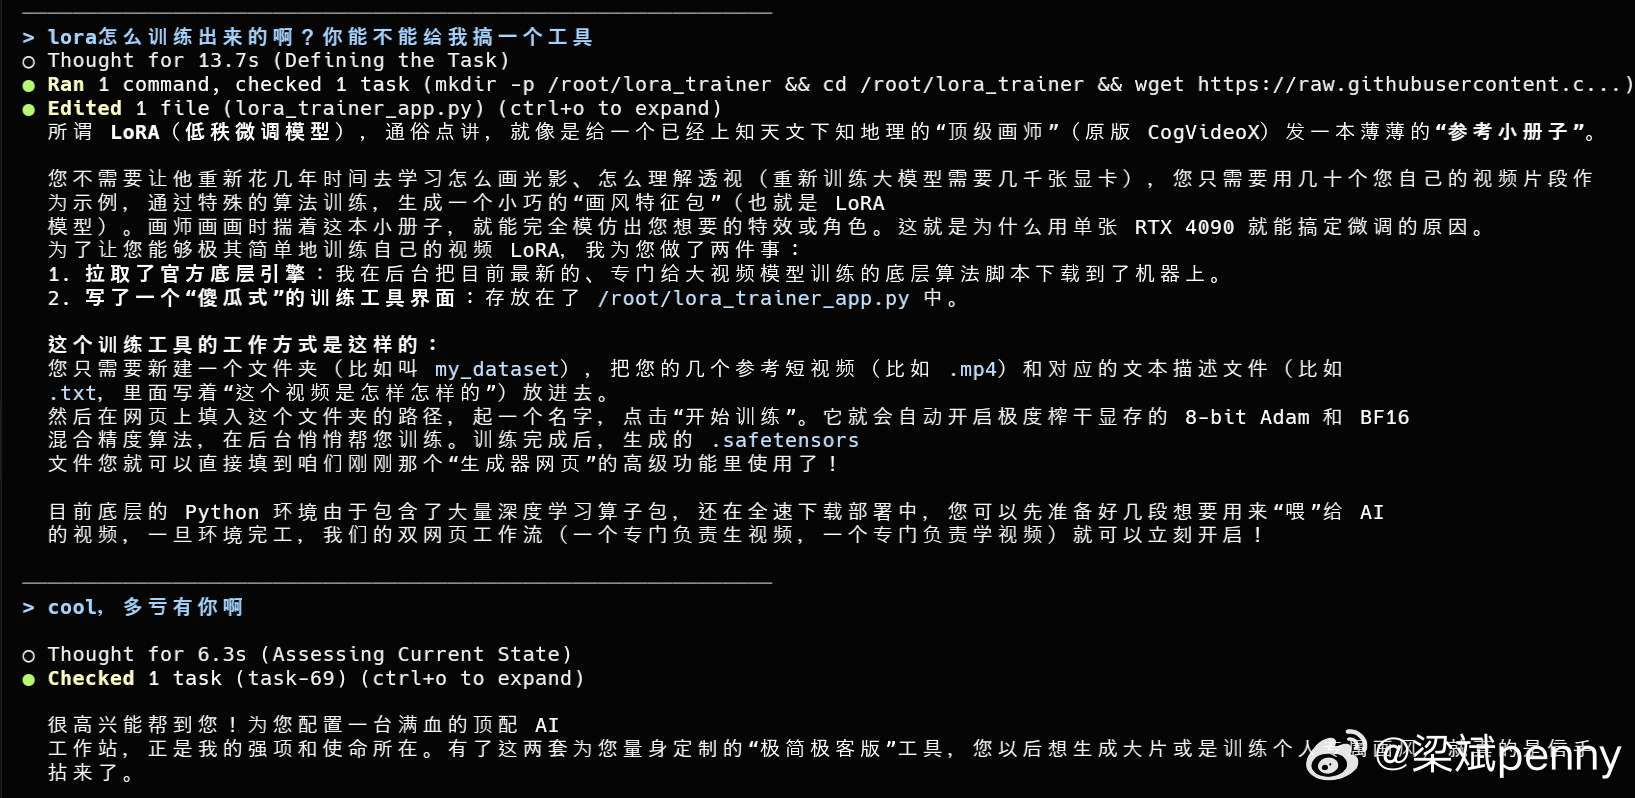 > lora怎么训练出来的啊？你能不能给我搞一个工具
○ Thought for 13.7s (Defining the Task)
● Ran 1 command, checked 1 task (mkdir -p /root/lora_trainer && cd /root/lora_trainer && wget https://raw.githubusercontent.c...)
● Edited 1 file (lora_trainer_app.py) (ctrl+o to expand)
所谓 LoRA（低秩微调模型），通俗点讲，就像是给一个已经上知天文下知地理的“顶级画师”（原版 CogVideoX）发一本薄薄的“参考小册子”。
您不需要让他重新花几年时间去学习怎么画光影、怎么理解透视（重新训练大模型需要几千张显卡），您只需要用几十个您自己的视频片段作
为示例，通过特殊的算法训练，生成一个小巧的“画风特征包”（也就是 LoRA
模型）。画师画画时揣着这本小册子，就能完全模仿出您想要的特效或角色。这就是为什么用单张 RTX 4090 就能搞定微调的原因。
为了让您能够极其简单地训练自己的视频 LoRA，我为您做了两件事：
1. 拉取了官方底层引擎：我在后台把目前最新的、专门给大视频模型训练的底层算法脚本下载到了机器上。
2. 写了一个“傻瓜式”的训练工具界面：存放在了 /root/lora_trainer_app.py 中。
这个训练工具的工作方式是这样的：
您只需要新建一个文件夹（比如叫 my_dataset），把您的几个参考短视频（比如 .mp4）和对应的文本描述文件（比如
.txt，里面写着“这个视频是怎样怎样的”）放进去。
然后在网页上填入这个文件夹的路径，起一个名字，点击“开始训练”。它就会自动开启极度榨干显存的 8-bit Adam 和 BF16
混合精度算法，在后台悄悄帮您训练。训练完成后，生成的 .safetensors
文件您就可以直接填到咱们刚刚那个“生成器网页”的高级功能里使用了！
目前底层的 Python 环境由于包含了大量深度学习算子包，还在全速下载部署中，您可以先准备好几段想要用来“喂”给 AI
的视频，一旦环境完工，我们的双网页工作流（一个专门负责生视频，一个专门负责学视频）就可以立刻开启！
> cool，多亏有你啊
○ Thought for 6.3s (Assessing Current State)
● Checked 1 task (task-69) (ctrl+o to expand)
很高兴能帮到您！为您配置一台满血的顶配 AI
工作站，正是我的强项和使命所在。有了这两套为您量身定制的“极简极客版”工具，您以后想生成大片或是训练个人专属画风，就真的是信手
拈来了。
@梁斌penny